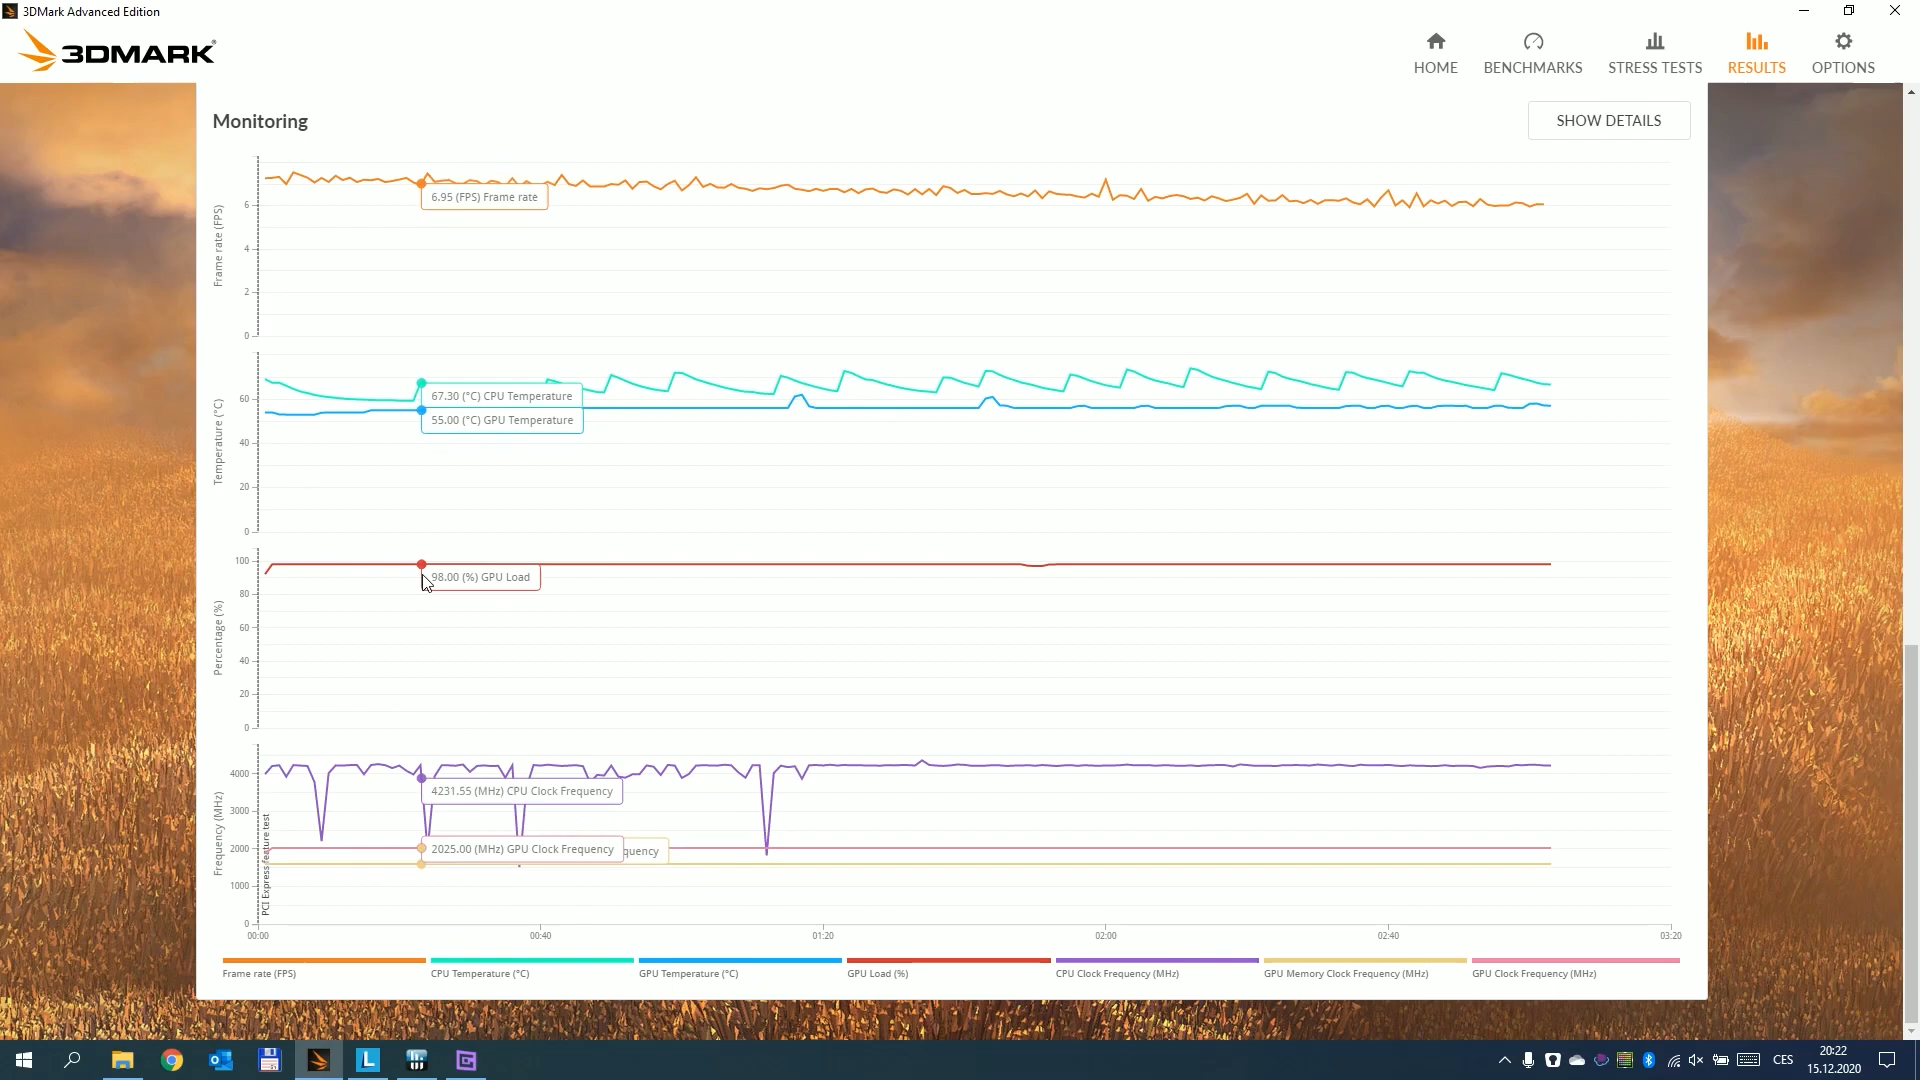 3DMark Advanced Edition
3DMARK
HOME
BENCHMARKS
STRESS TESTS
RESULTS
OPTIONS
Monitoring
SHOW DETAILS
Frame rate (FPS)
6
4
2
0
6.95 (FPS) Frame rate
Temperature (°C)
60
40
20
0
67.30 (°C) CPU Temperature
55.00 (°C) GPU Temperature
Percentage (%)
100
80
60
40
20
0
98.00 (%) GPU Load
Frequency (MHz)
4000
3000
2000
1000
0
PCI Express feature test
4231.55 (MHz) CPU Clock Frequency
2025.00 (MHz) GPU Clock Frequency
quency
00:00
00:40
01:20
02:00
02:40
03:20
Frame rate (FPS)
CPU Temperature (°C)
GPU Temperature (°C)
GPU Load (%)
CPU Clock Frequency (MHz)
GPU Memory Clock Frequency (MHz)
GPU Clock Frequency (MHz)
L
CES
20:22
15.12.2020